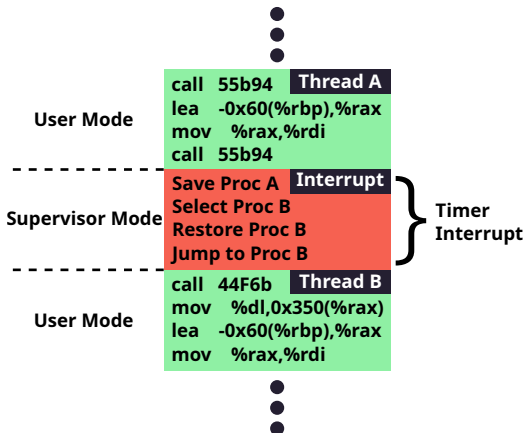 call 55b94 Thread A
lea -0x60(%rbp),%rax
User Mode
mov %rax,%rdi
call 55b94
Save Proc A Interrupt
Select Proc B
Supervisor Mode
Restore Proc B
Jump to Proc B
Timer
Interrupt
call 44F6b Thread B
mov %dl,0x350(%rax)
User Mode
lea -0x60(%rbp),%rax
mov %rax,%rdi